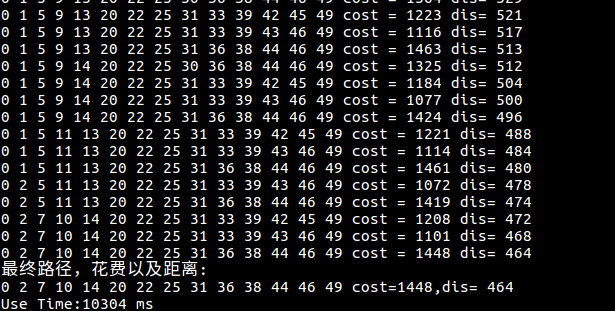 0 1 5 9 13 20 22 25 31 33 39 42 45 49 cost = 1223 dis= 521
0 1 5 9 13 20 22 25 31 33 39 43 46 49 cost = 1116 dis= 517
0 1 5 9 13 20 22 25 31 36 38 44 46 49 cost = 1463 dis= 513
0 1 5 9 14 20 22 25 30 36 38 44 46 49 cost = 1325 dis= 512
0 1 5 9 14 20 22 25 31 33 39 42 45 49 cost = 1184 dis= 504
0 1 5 9 14 20 22 25 31 33 39 43 46 49 cost = 1077 dis= 500
0 1 5 9 14 20 22 25 31 36 38 44 46 49 cost = 1424 dis= 496
0 1 5 11 13 20 22 25 31 33 39 42 45 49 cost = 1221 dis= 488
0 1 5 11 13 20 22 25 31 33 39 43 46 49 cost = 1114 dis= 484
0 1 5 11 13 20 22 25 31 36 38 44 46 49 cost = 1461 dis= 480
0 2 5 11 13 20 22 25 31 33 39 43 46 49 cost = 1072 dis= 478
0 2 5 11 13 20 22 25 31 36 38 44 46 49 cost = 1419 dis= 474
0 2 7 10 14 20 22 25 31 33 39 42 45 49 cost = 1208 dis= 472
0 2 7 10 14 20 22 25 31 33 39 43 46 49 cost = 1101 dis= 468
0 2 7 10 14 20 22 25 31 36 38 44 46 49 cost = 1448 dis= 464
最终路径，花费以及距离:
0 2 7 10 14 20 22 25 31 36 38 44 46 49 cost=1448,dis= 464
Use Time:10304 ms